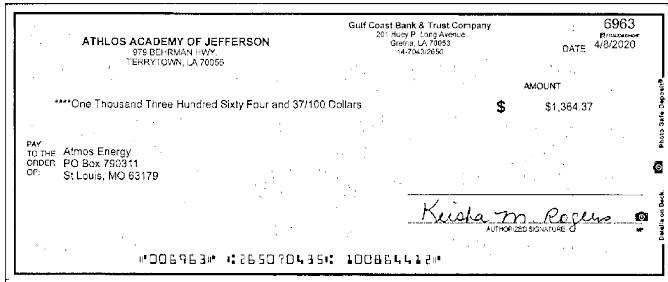 Gulf Coast Bank & Trust Company
6963
ATHLOS ACADEMY OF JEFFERSON
201 Huey P. Long Avenue
979 BEHRMAN HWY.
Gretna, LA 70053
DATE 4/8/2020
TERRYTOWN, LA 70056
14-7043/2650
AMOUNT
****One Thousand Three Hundred Sixty Four and 37/100 Dollars
$ $1,364.37
PAY
TO THE
ORDER
OF:
Atmos Energy
PO Box 790311
St Louis, MO 63179
Keisha M. Rogers
AUTHORIZED SIGNATURE
MP
Photo Safe Deposit®
Details on Back.
⑈006963⑈ ⑆265070435⑆ 100864412⑈